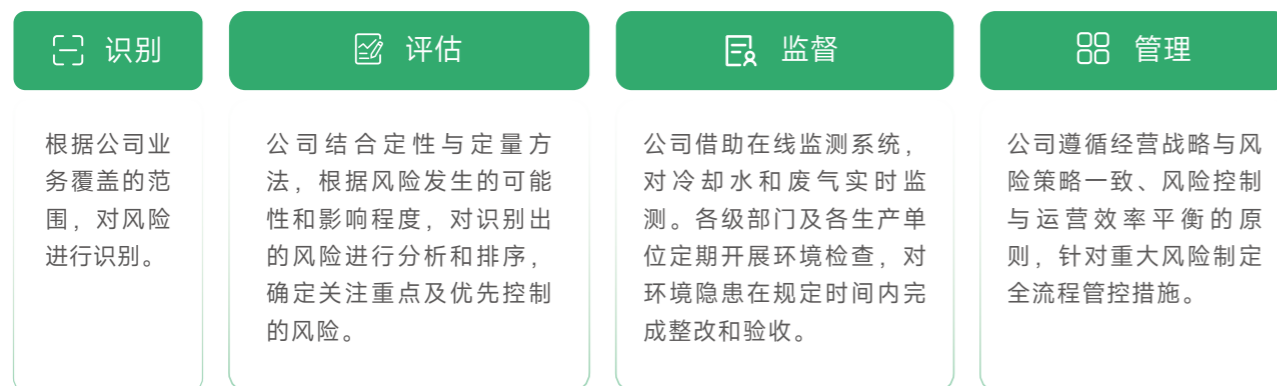 识别
根据公司业
务覆盖的范
围，对风险
进行识别。
评估
公司结合定性与定量方
法，根据风险发生的可能
性和影响程度，对识别出
的风险进行分析和排序，
确定关注重点及优先控制
的风险。
监督
公司借助在线监测系统，
对冷却水和废气实时监
测。各级部门及各生产单
位定期开展环境检查，对
环境隐患在规定时间内完
成整改和验收。
管理
公司遵循经营战略与风
险策略一致、风险控制
与运营效率平衡的原
则，针对重大风险制定
全流程管控措施。